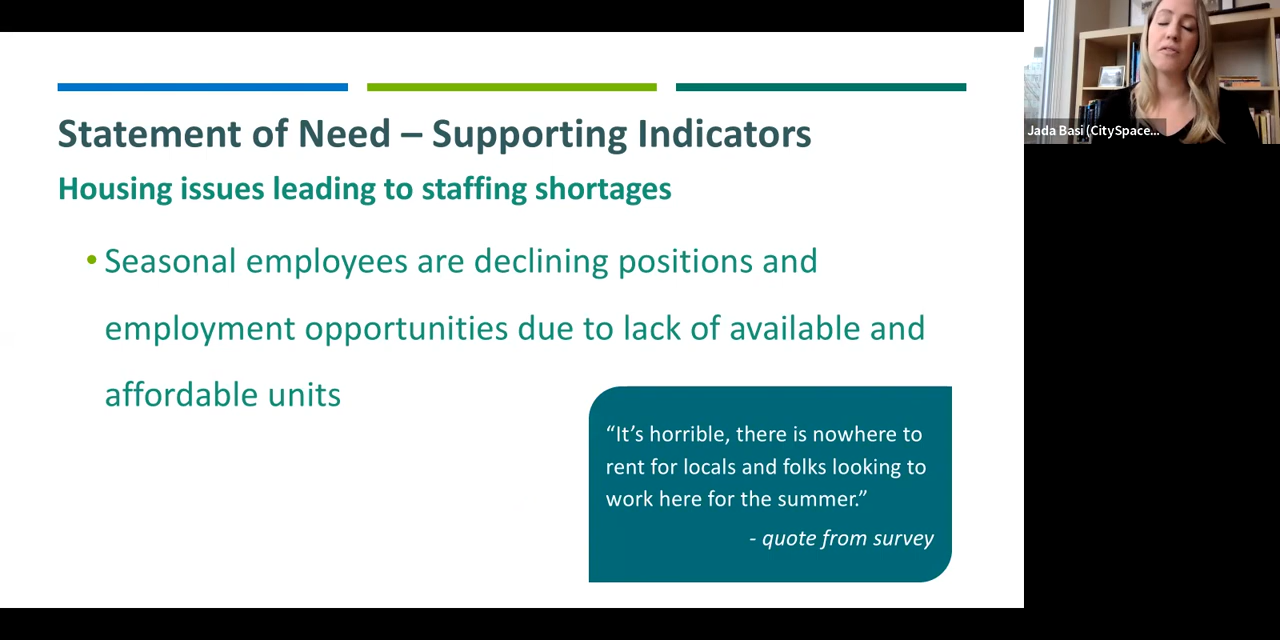 Statement of Need – Supporting Indicators
Housing issues leading to staffing shortages
• Seasonal employees are declining positions and
employment opportunities due to lack of available and
affordable units
“It’s horrible, there is nowhere to
rent for locals and folks looking to
work here for the summer.”
- quote from survey
Jada Basi (CitySpace...